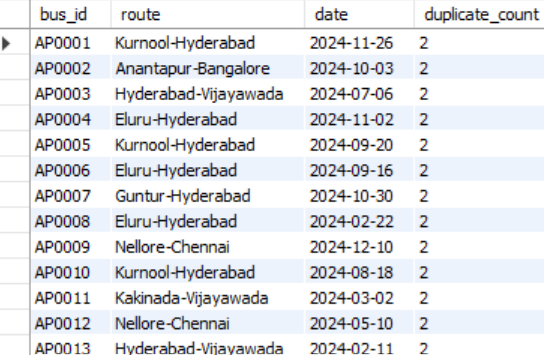 bus_id route date duplicate_count
AP0001 Kurnool-Hyderabad 2024-11-26 2
AP0002 Anantapur-Bangalore 2024-10-03 2
AP0003 Hyderabad-Vijayawada 2024-07-06 2
AP0004 Eluru-Hyderabad 2024-11-02 2
AP0005 Kurnool-Hyderabad 2024-09-20 2
AP0006 Eluru-Hyderabad 2024-09-16 2
AP0007 Guntur-Hyderabad 2024-10-30 2
AP0008 Eluru-Hyderabad 2024-02-22 2
AP0009 Nellore-Chennai 2024-12-10 2
AP0010 Kurnool-Hyderabad 2024-08-18 2
AP0011 Kakinada-Vijayawada 2024-03-02 2
AP0012 Nellore-Chennai 2024-05-10 2
AP0013 Hyderabad-Vijayawada 2024-02-11 2